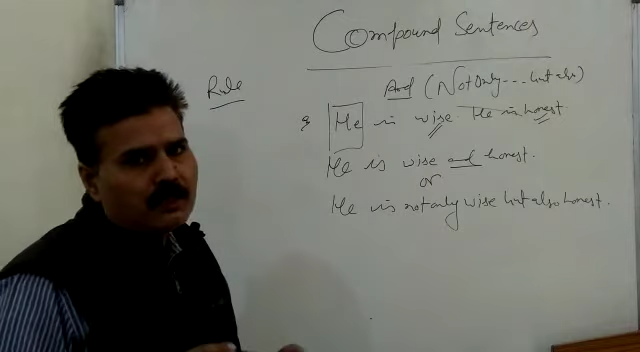 Compound Sentences
Rule
And (Not only ... but also)
He is wise. He is honest.
He is wise and honest.
or
He is not only wise but also honest.